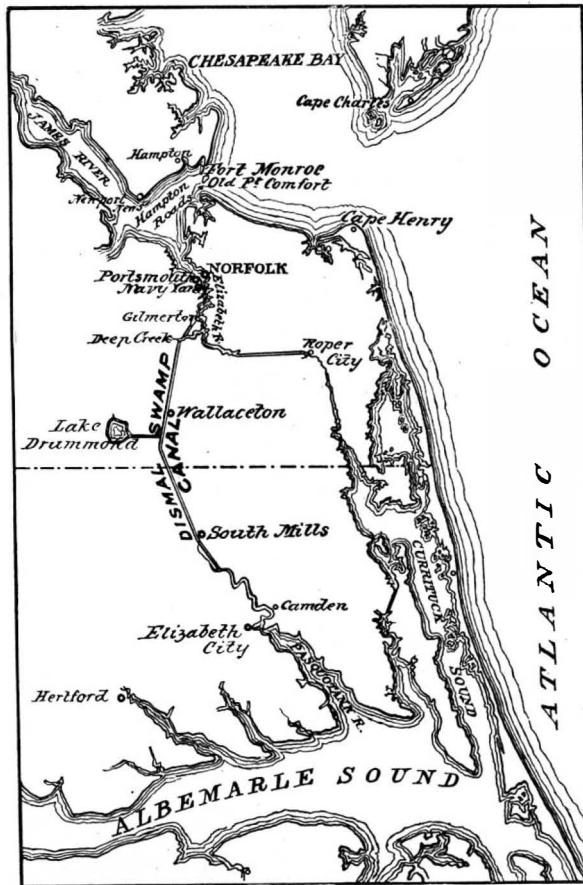 CHESAPEAKE BAY
Cape Charles
JAMES RIVER
Hampton
Fort Monroe
Old Pt. Comfort
Newport News
Hampton
Roads
Cape Henry
NORFOLK
Portsmouth
Navy Yard
Elizabeth R.
Gilmerton
Deep Creek
Roper
City
OCEAN
ATLANTIC
DISMAL SWAMP
CANAL
Wallaceton
Lake
Drummond
South Mills
CURRITUCK
SOUND
Camden
Elizabeth
City
PASQUOTANK R.
Hertford
ALBEMARLE SOUND